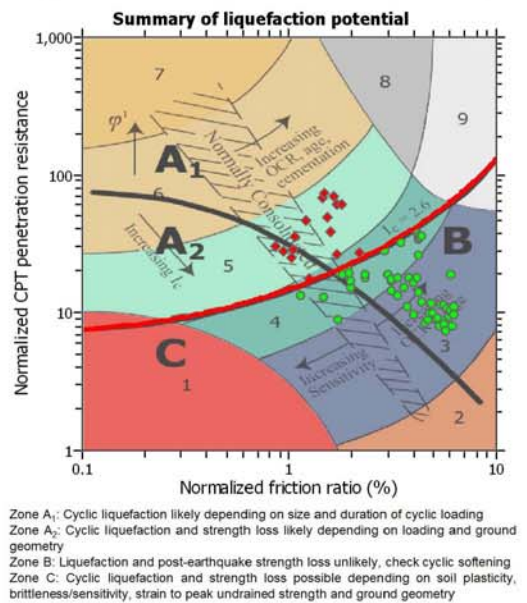 Summary of liquefaction potential
1,000
100
10
1
Normalized CPT penetration resistance
7
8
9
φ'
A1
Increasing
OCR, age,
cementation
Normally Consolidated
6
A2
Increasing Ic
5
Ic = 2.6
B
4
C
1
Increasing
Sensitivity
3
2
0.1
1
10
Normalized friction ratio (%)
Zone A1: Cyclic liquefaction likely depending on size and duration of cyclic loading
Zone A2: Cyclic liquefaction and strength loss likely depending on loading and ground
geometry
Zone B: Liquefaction and post-earthquake strength loss unlikely, check cyclic softening
Zone C: Cyclic liquefaction and strength loss possible depending on soil plasticity,
brittleness/sensitivity, strain to peak undrained strength and ground geometry